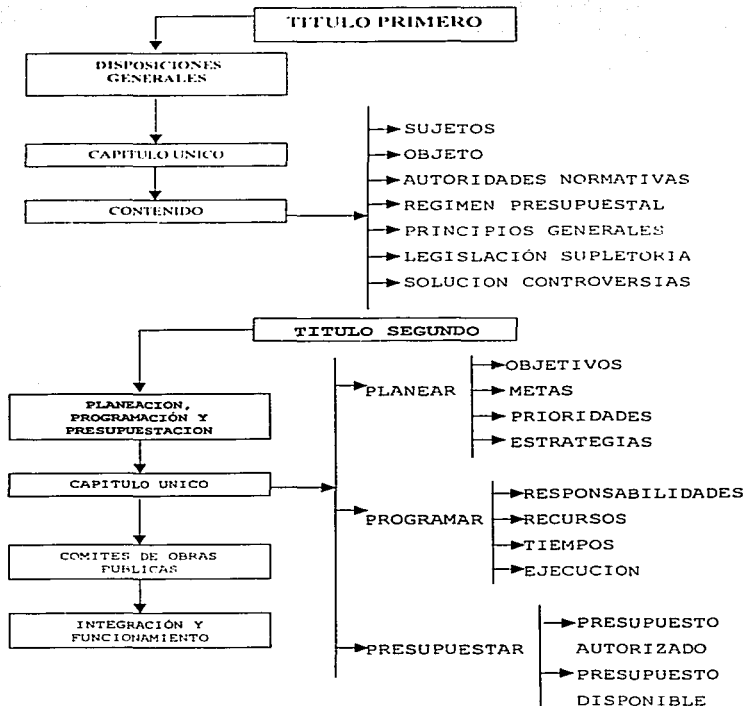 TITULO PRIMERO
DISPOSICIONES
GENERALES
CAPITULO UNICO
CONTENIDO
SUJETOS
OBJETO
AUTORIDADES NORMATIVAS
REGIMEN PRESUPUESTAL
PRINCIPIOS GENERALES
LEGISLACIÓN SUPLETORIA
SOLUCION CONTROVERSIAS
TITULO SEGUNDO
PLANEACION,
PROGRAMACIÓN Y
PRESUPUESTACION
CAPITULO UNICO
COMITES DE OBRAS
PUBLICAS
INTEGRACIÓN Y
FUNCIONAMIENTO
PLANEAR
OBJETIVOS
METAS
PRIORIDADES
ESTRATEGIAS
PROGRAMAR
RESPONSABILIDADES
RECURSOS
TIEMPOS
EJECUCION
PRESUPUESTAR
PRESUPUESTO
AUTORIZADO
PRESUPUESTO
DISPONIBLE